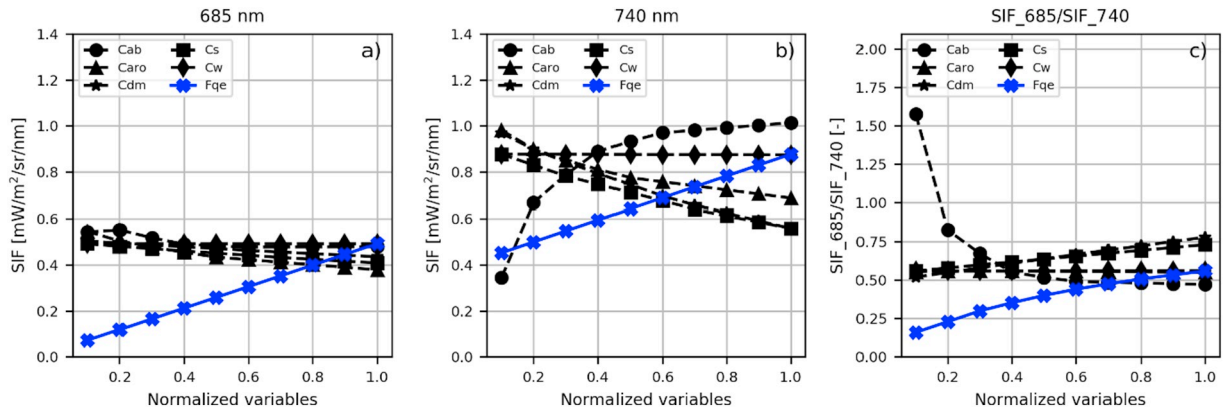 685 nm
1.4
1.2
1.0
0.8
0.6
0.4
0.2
0.0
SIF [mW/m²/sr/nm]
Cab Cs
Caro Cw
Cdm Fqe
a)
0.2 0.4 0.6 0.8 1.0
Normalized variables
740 nm
1.4
1.2
1.0
0.8
0.6
0.4
0.2
0.0
SIF [mW/m²/sr/nm]
Cab Cs
Caro Cw
Cdm Fqe
b)
0.2 0.4 0.6 0.8 1.0
Normalized variables
SIF_685/SIF_740
2.00
1.75
1.50
1.25
1.00
0.75
0.50
0.25
0.00
SIF_685/SIF_740 [-]
Cab Cs
Caro Cw
Cdm Fqe
c)
0.2 0.4 0.6 0.8 1.0
Normalized variables